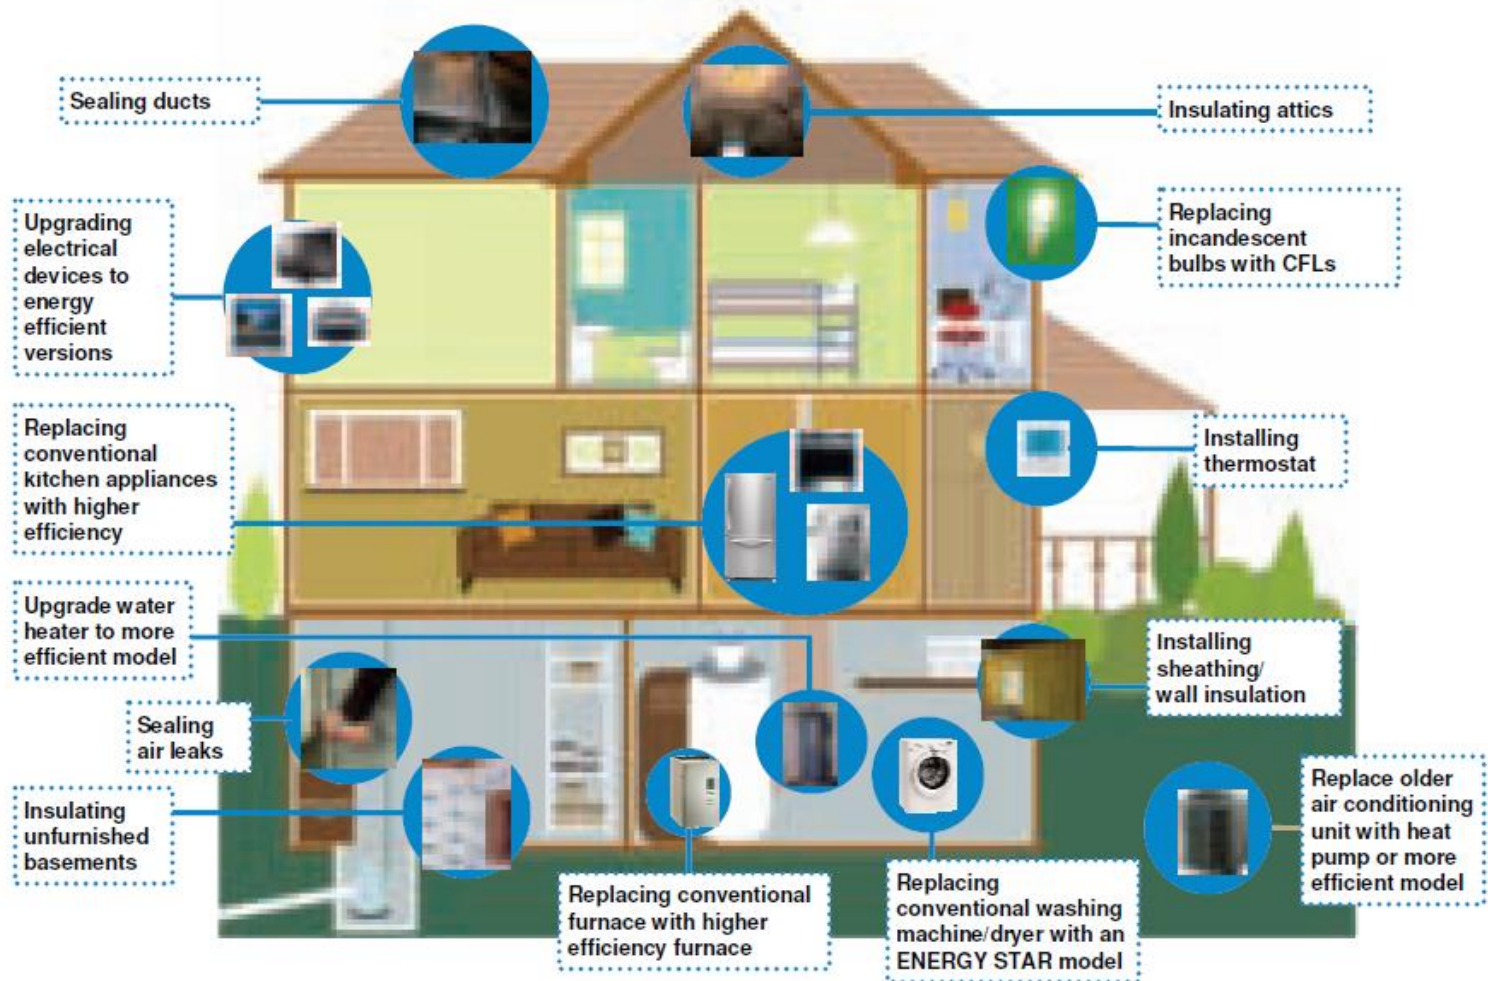 Sealing ducts
Insulating attics
Upgrading
electrical
devices to
energy
efficient
versions
Replacing
incandescent
bulbs with CFLs
Replacing
conventional
kitchen appliances
with higher
efficiency
Installing
thermostat
Upgrade water
heater to more
efficient model
Installing
sheathing/
wall insulation
Sealing
air leaks
Insulating
unfurnished
basements
Replacing conventional
furnace with higher
efficiency furnace
Replacing
conventional washing
machine/dryer with an
ENERGY STAR model
Replace older
air conditioning
unit with heat
pump or more
efficient model